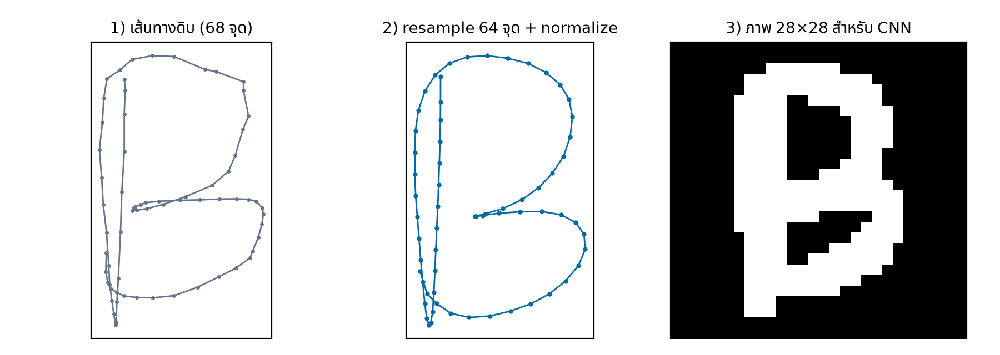 1) เส้นทางดิบ (68 จุด)
2) resample 64 จุด + normalize
3) ภาพ 28×28 สำหรับ CNN
B
B
B